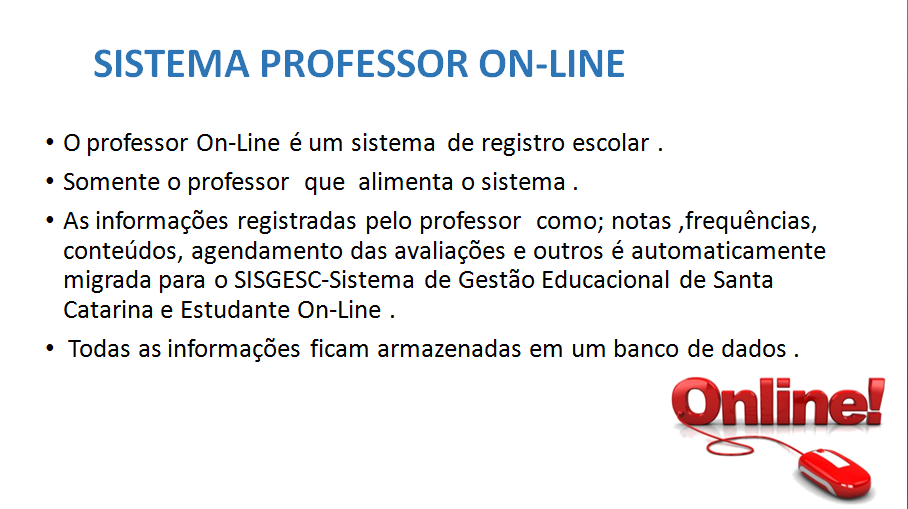 SISTEMA PROFESSOR ON-LINE
• O professor On-Line é um sistema de registro escolar .
• Somente o professor que alimenta o sistema .
• As informações registradas pelo professor como; notas ,frequências,
conteúdos, agendamento das avaliações e outros é automaticamente
migrada para o SISGESC-Sistema de Gestão Educacional de Santa
Catarina e Estudante On-Line .
• Todas as informações ficam armazenadas em um banco de dados .
Online!